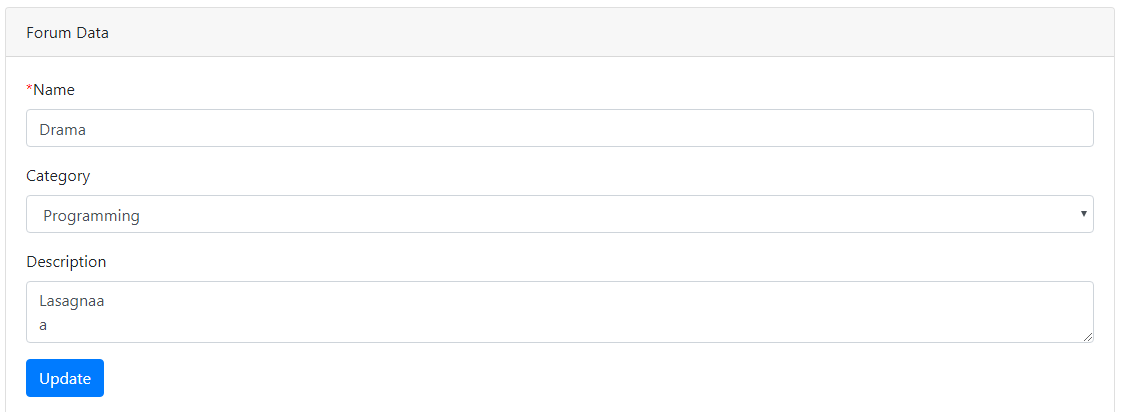 Forum Data
*Name
Drama
Category
Programming
Description
Lasagnaa
a
Update